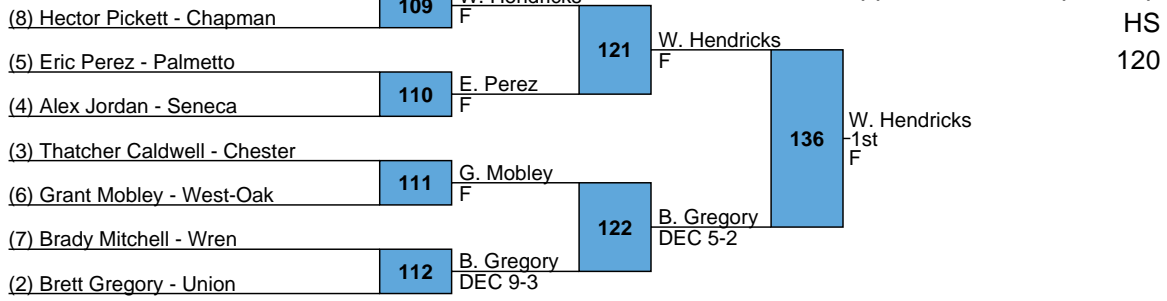 109
W. Hendricks
F
(8) Hector Pickett - Chapman
HS
120
(5) Eric Perez - Palmetto
121
W. Hendricks
F
110
E. Perez
F
(4) Alex Jordan - Seneca
136
W. Hendricks
1st
F
(3) Thatcher Caldwell - Chester
111
G. Mobley
F
(6) Grant Mobley - West-Oak
122
B. Gregory
DEC 5-2
(7) Brady Mitchell - Wren
112
B. Gregory
DEC 9-3
(2) Brett Gregory - Union